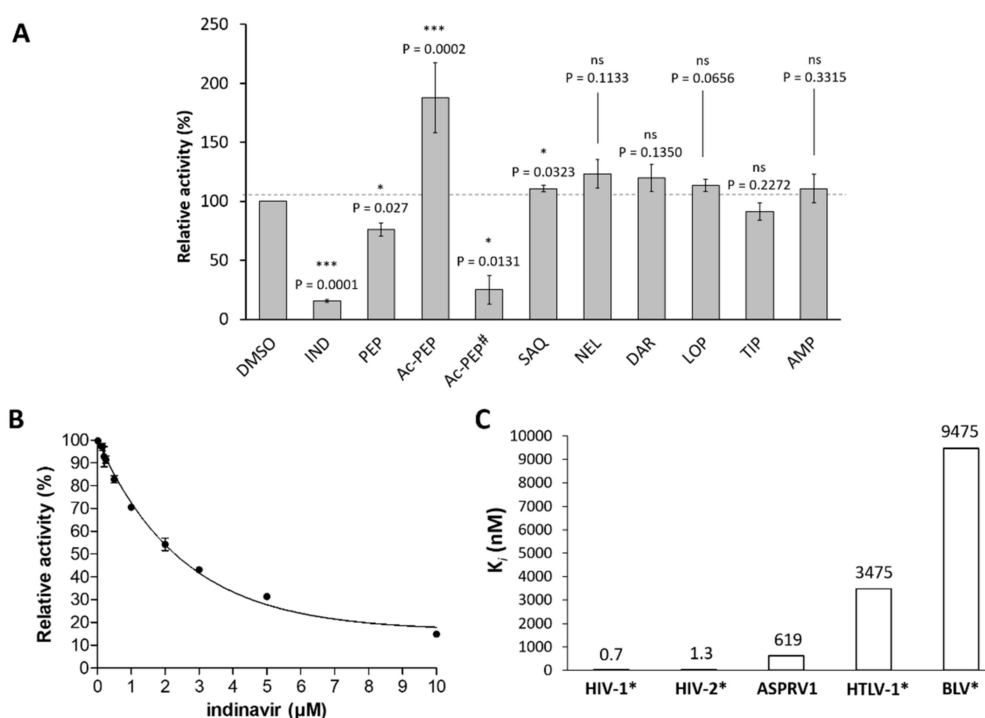 A
Relative activity (%)
250
200
150
100
50
0
***
P = 0.0001
*
P = 0.027
***
P = 0.0002
*
P = 0.0131
*
P = 0.0323
ns
P = 0.1133
ns
P = 0.1350
ns
P = 0.0656
ns
P = 0.2272
ns
P = 0.3315
DMSO
IND
PEP
Ac-PEP
Ac-PEP#
SAQ
NEL
DAR
LOP
TIP
AMP
B
Relative activity (%)
100
90
80
70
60
50
40
30
20
10
0
0 1 2 3 4 5 6 7 8 9 10
indinavir (µM)
C
Ki (nM)
10000
9000
8000
7000
6000
5000
4000
3000
2000
1000
0
0.7
1.3
619
3475
9475
HIV-1* HIV-2* ASPRV1 HTLV-1* BLV*